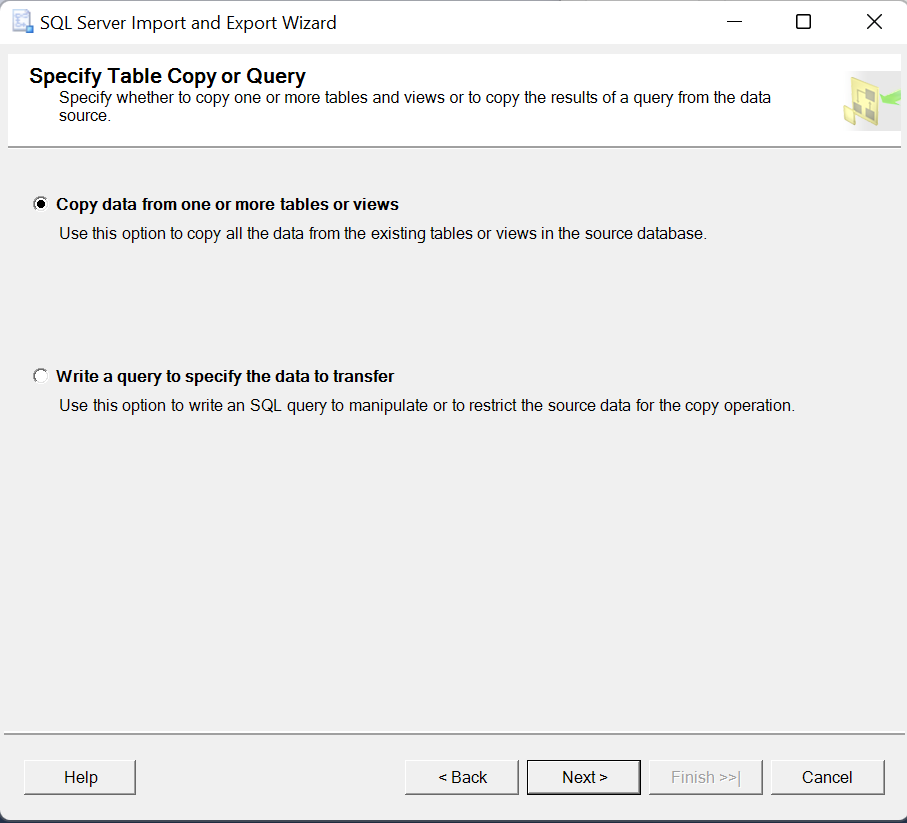 SQL Server Import and Export Wizard
Specify Table Copy or Query
Specify whether to copy one or more tables and views or to copy the results of a query from the data
source.
Copy data from one or more tables or views
Use this option to copy all the data from the existing tables or views in the source database.
Write a query to specify the data to transfer
Use this option to write an SQL query to manipulate or to restrict the source data for the copy operation.
Help
< Back
Next >
Finish >>|
Cancel